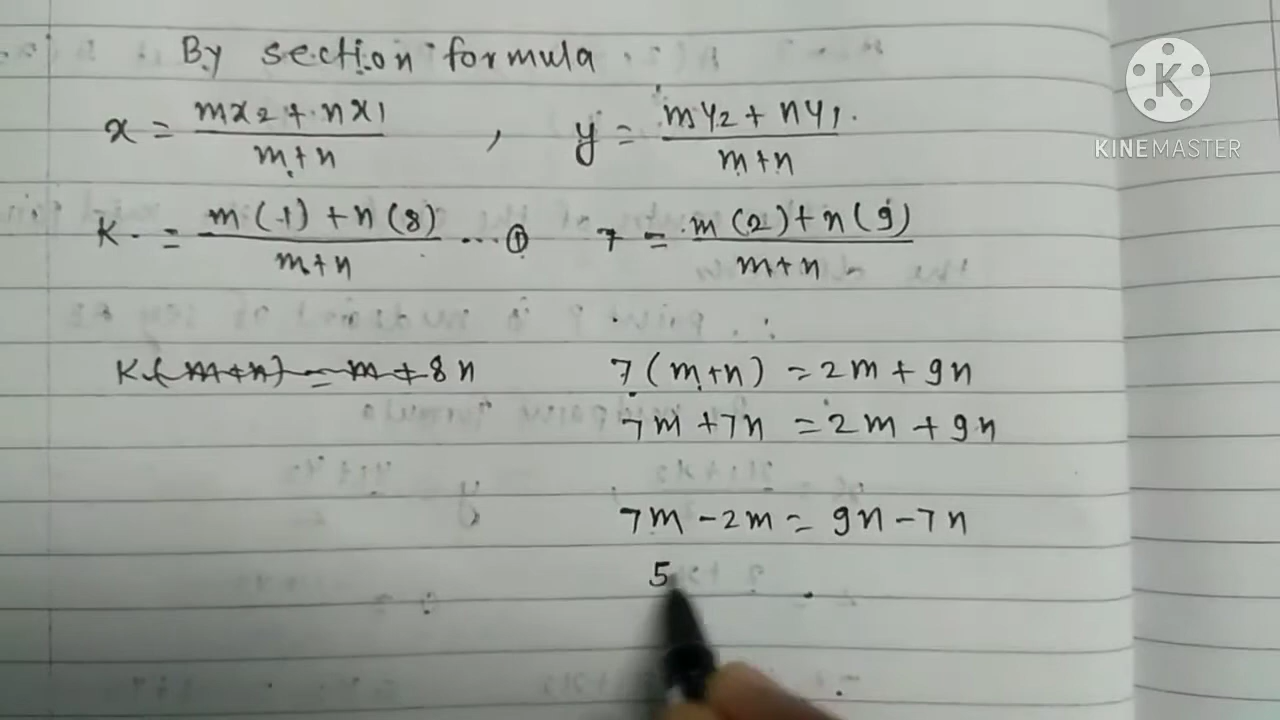 By section formula
x = mx2 + nx1 / m+n , y = my2 + ny1 / m+n
K = m(1) + n(8) / m+n ...① 7 = m(2) + n(9) / m+n
K(m+n) = m + 8n 7(m+n) = 2m + 9n
7m + 7n = 2m + 9n
7m - 2m = 9n - 7n
5
K
KINEMASTER